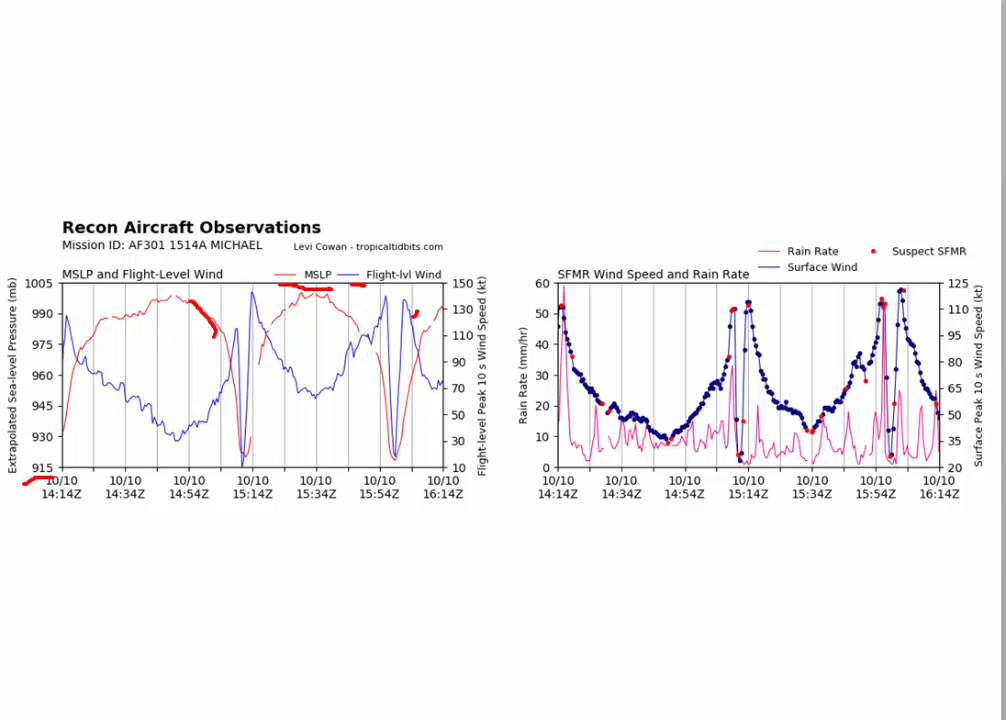 Recon Aircraft Observations
Mission ID: AF301 1514A MICHAEL
Levi Cowan - tropicaltidbits.com
MSLP and Flight-Level Wind
MSLP
Flight-lvl Wind
Extrapolated Sea-level Pressure (mb)
1005
990
975
960
945
930
915
150
130
110
90
70
50
30
10
Flight-level Peak 10 s Wind Speed (kt)
10/10 10/10 10/10 10/10 10/10 10/10 10/10
14:14Z 14:34Z 14:54Z 15:14Z 15:34Z 15:54Z 16:14Z
Rain Rate
Suspect SFMR
Surface Wind
SFMR Wind Speed and Rain Rate
Rain Rate (mm/hr)
60
50
40
30
20
10
0
125
110
95
80
65
50
35
20
Surface Peak 10 s Wind Speed (kt)
10/10 10/10 10/10 10/10 10/10 10/10 10/10
14:14Z 14:34Z 14:54Z 15:14Z 15:34Z 15:54Z 16:14Z